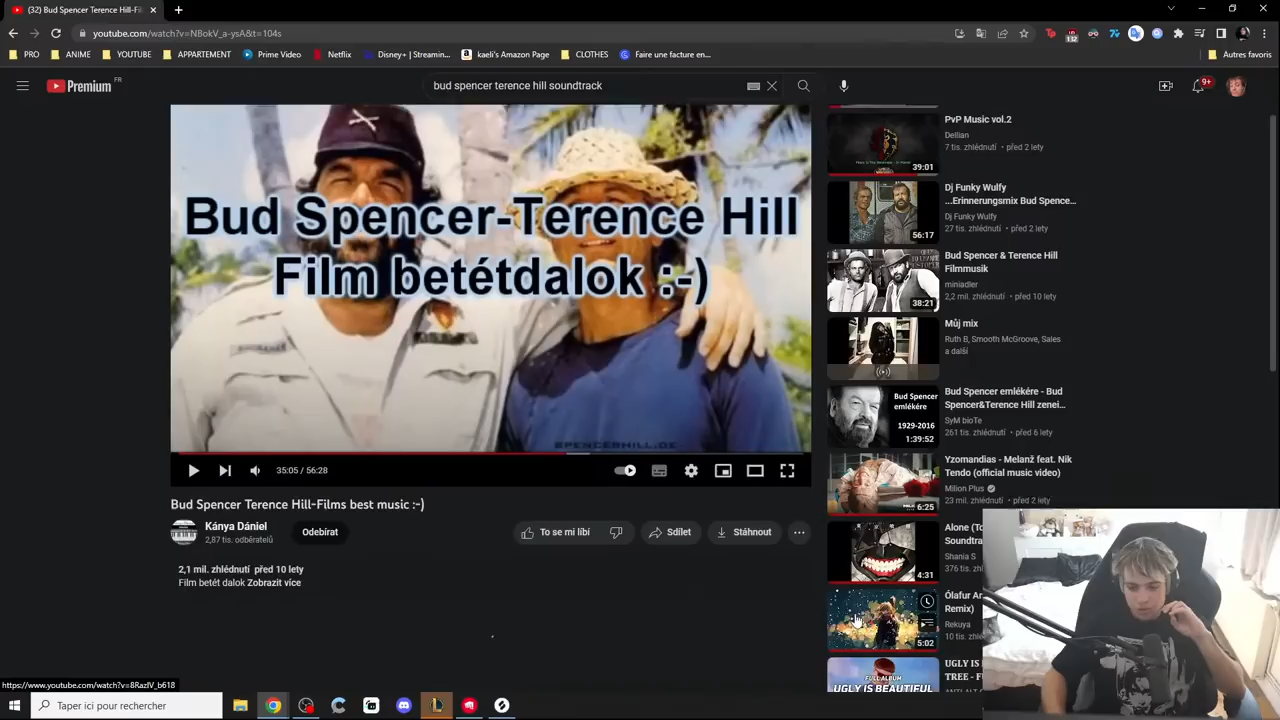 (32) Bud Spencer Terence Hill-Fil
youtube.com/watch?v=NBokV_a-ysA&t=104s
PRO
ANIME
YOUTUBE
APPARTEMENT
Prime Video
Netflix
Disney+ | Streamin...
kaeli's Amazon Page
CLOTHES
Faire une facture en...
Autres favoris
Premium FR
bud spencer terence hill soundtrack
9+
Bud Spencer-Terence Hill
Film betétdalok :-)
SPENCERHILL.DE
35:05 / 56:28
Bud Spencer Terence Hill-Films best music :-)
Kánya Dániel
2,87 tis. odběratelů
Odebírat
To se mi líbí
Sdílet
Stáhnout
2,1 mil. zhlédnutí před 10 lety
Film betét dalok Zobrazit více
PvP Music vol.2
Dellian
7 tis. zhlédnutí • před 2 lety
39:01
Dj Funky Wulfy
...Erinnerungsmix Bud Spence...
Dj Funky Wulfy
27 tis. zhlédnutí • před 2 lety
56:17
Bud Spencer & Terence Hill
Filmmusik
miniadler
2,2 mil. zhlédnutí • před 10 lety
38:21
Můj mix
Ruth B, Smooth McGroove, Sales
a další
Bud Spencer
emlékére
1929-2016
1:39:52
Bud Spencer emlékére - Bud
Spencer&Terence Hill zenei...
SyM bioTe
261 tis. zhlédnutí • před 6 lety
Yzomandias - Melanž feat. Nik
Tendo (official music video)
Milion Plus
23 mil. zhlédnutí • před 2 lety
6:25
Alone (To
Soundtra
Shania S
376 tis.
4:31
Ólafur Ar
Remix)
Rekuya
10 tis.
5:02
UGLY IS
TREE - F
FULL ALBUM
UGLY IS BEAUTIFUL
https://www.youtube.com/watch?v=8RazIV_b618
Taper ici pour rechercher